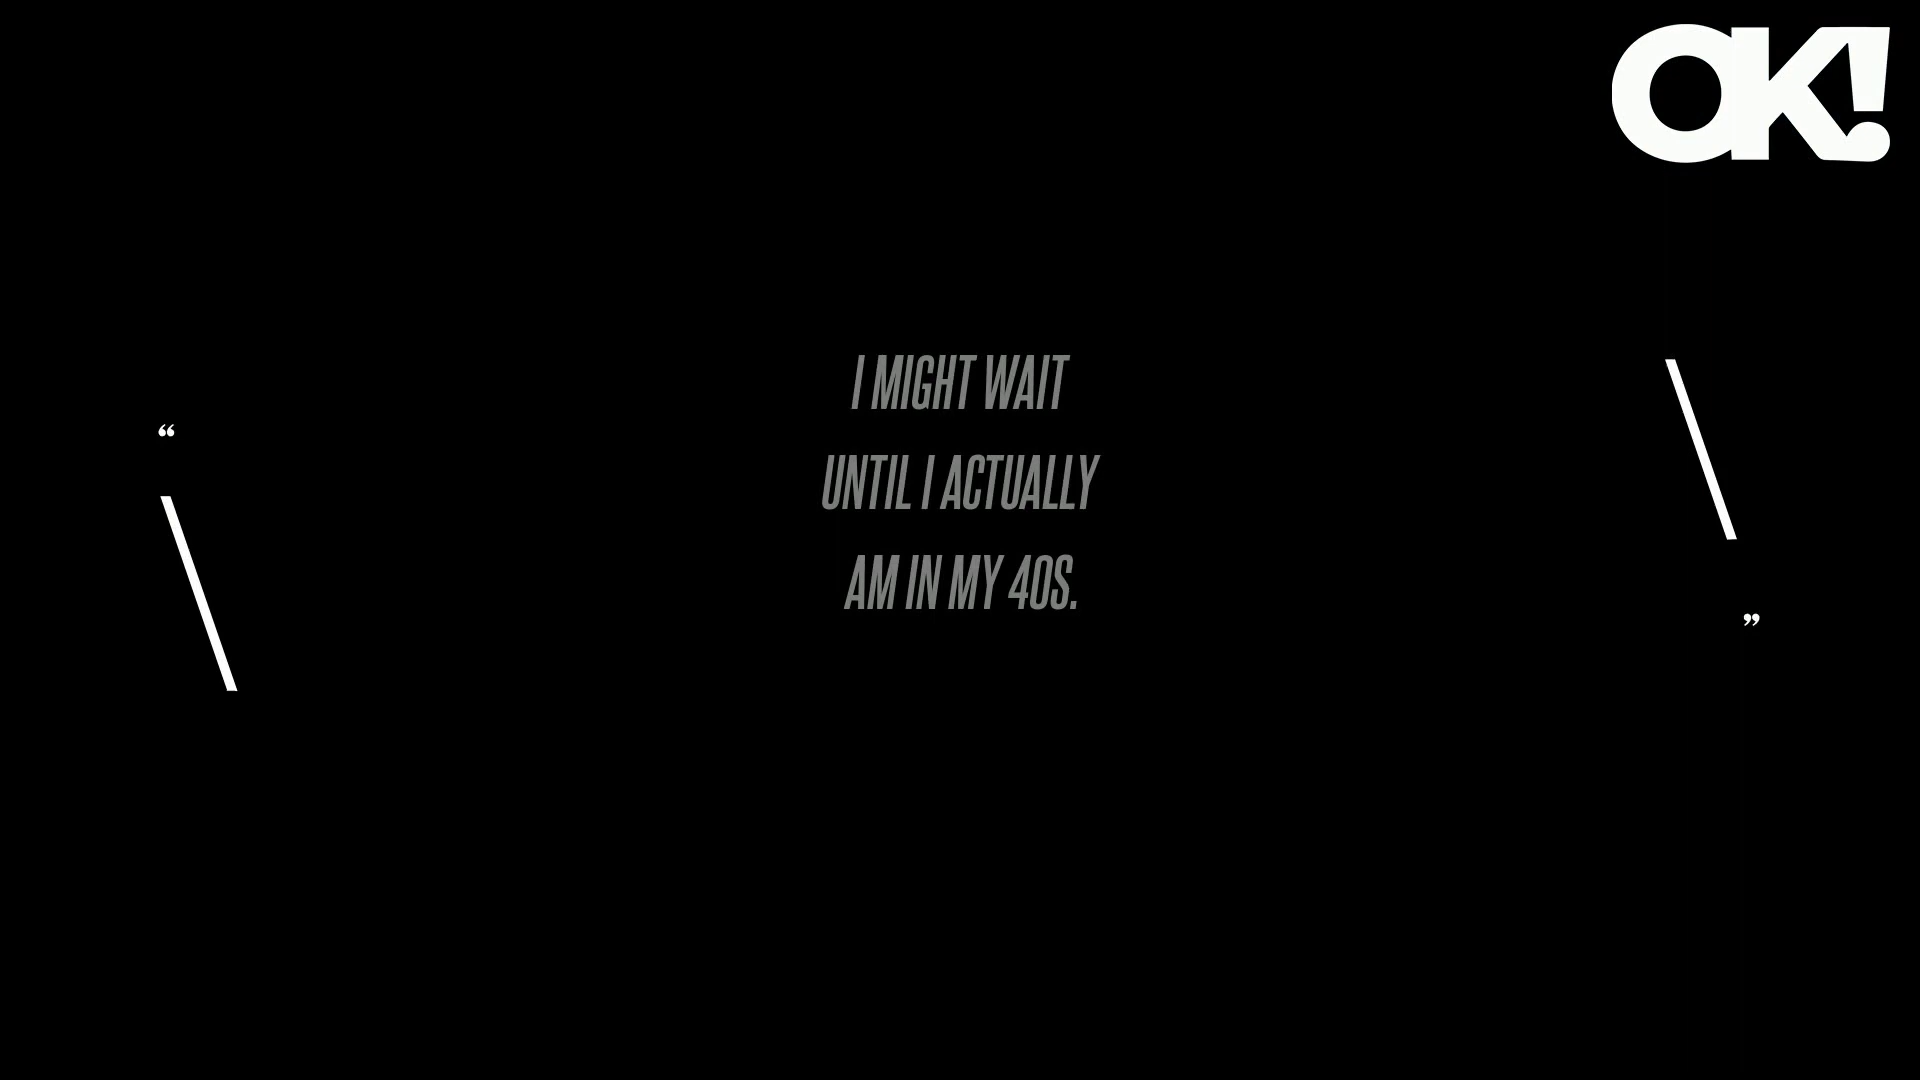 OK!
“
I MIGHT WAIT
UNTIL I ACTUALLY
AM IN MY 40S.
”